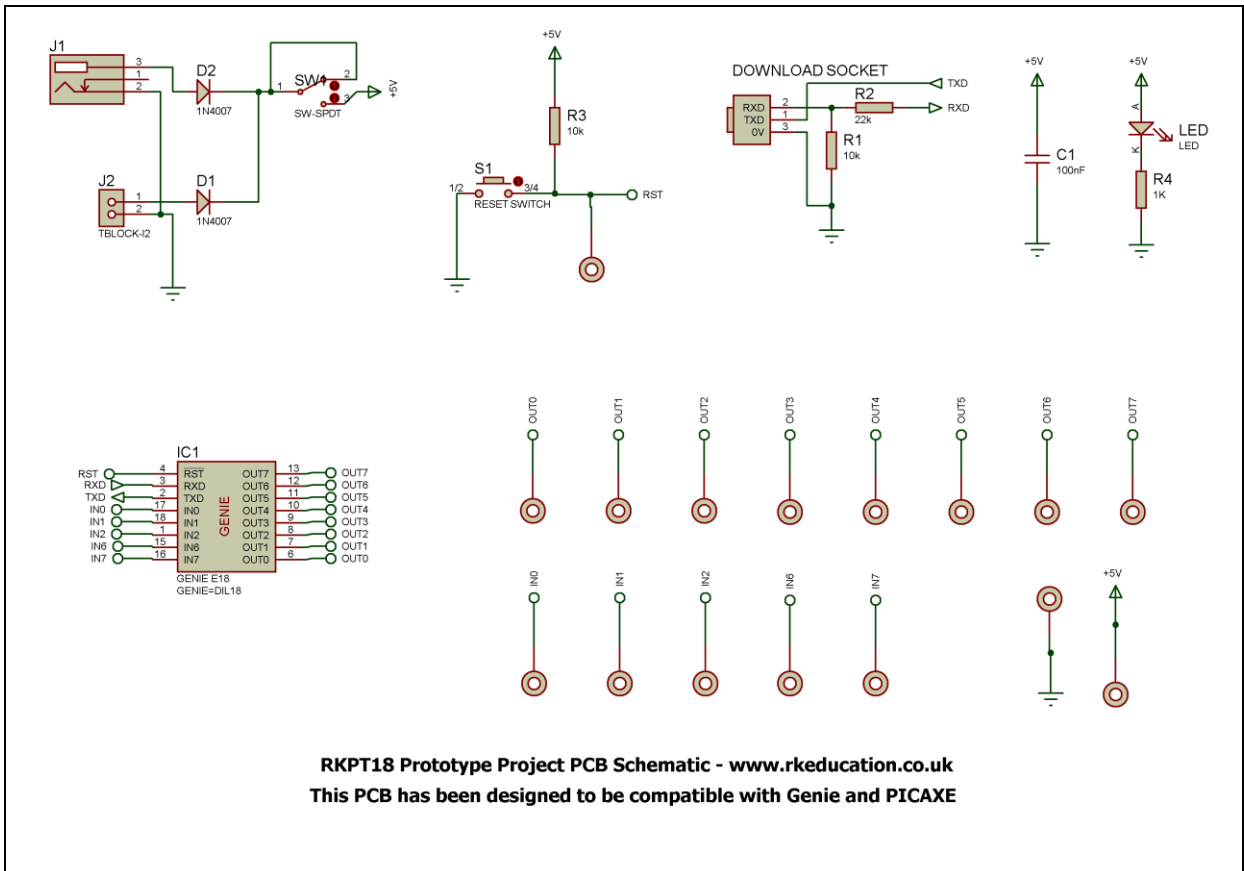 J1
3
1
2
D2
1N4007
1
SW1
2
3
SW-SPDT
+5V
J2
1
2
TBLOCK-I2
D1
1N4007
+5V
R3
10k
S1
1/2
3/4
RESET SWITCH
RST
DOWNLOAD SOCKET
RXD 2
TXD 1
0V 3
R2
22k
TXD
RXD
R1
10k
+5V
C1
100nF
+5V
A
K
LED
LED
R4
1K
IC1
RST 4 RST OUT7 13 OUT7
RXD 3 RXD OUT6 12 OUT6
TXD 2 TXD OUT5 11 OUT5
IN0 17 IN0 OUT4 10 OUT4
IN1 18 IN1 OUT3 9 OUT3
IN2 1 IN2 OUT2 8 OUT2
IN6 15 IN6 OUT1 7 OUT1
IN7 16 IN7 OUT0 6 OUT0
GENIE
GENIE E18
GENIE=DIL18
OUT0 OUT1 OUT2 OUT3 OUT4 OUT5 OUT6 OUT7
IN0 IN1 IN2 IN6 IN7
+5V
RKPT18 Prototype Project PCB Schematic - www.rkeducation.co.uk
This PCB has been designed to be compatible with Genie and PICAXE